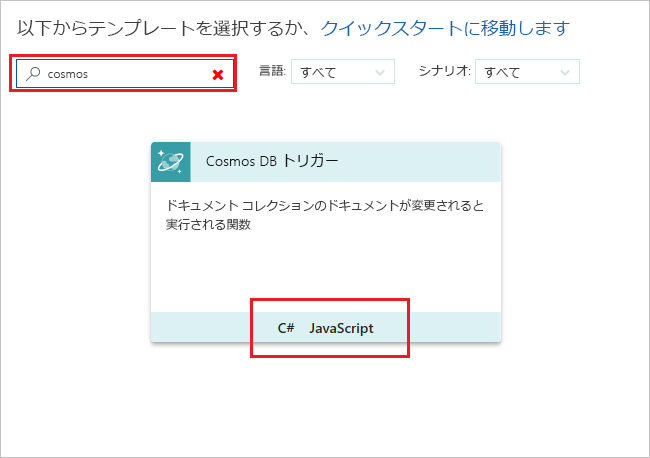 以下からテンプレートを選択するか、クイックスタートに移動します
cosmos 言語: すべて シナリオ: すべて
Cosmos DB トリガー
ドキュメント コレクションのドキュメントが変更されると
実行される関数
C# JavaScript